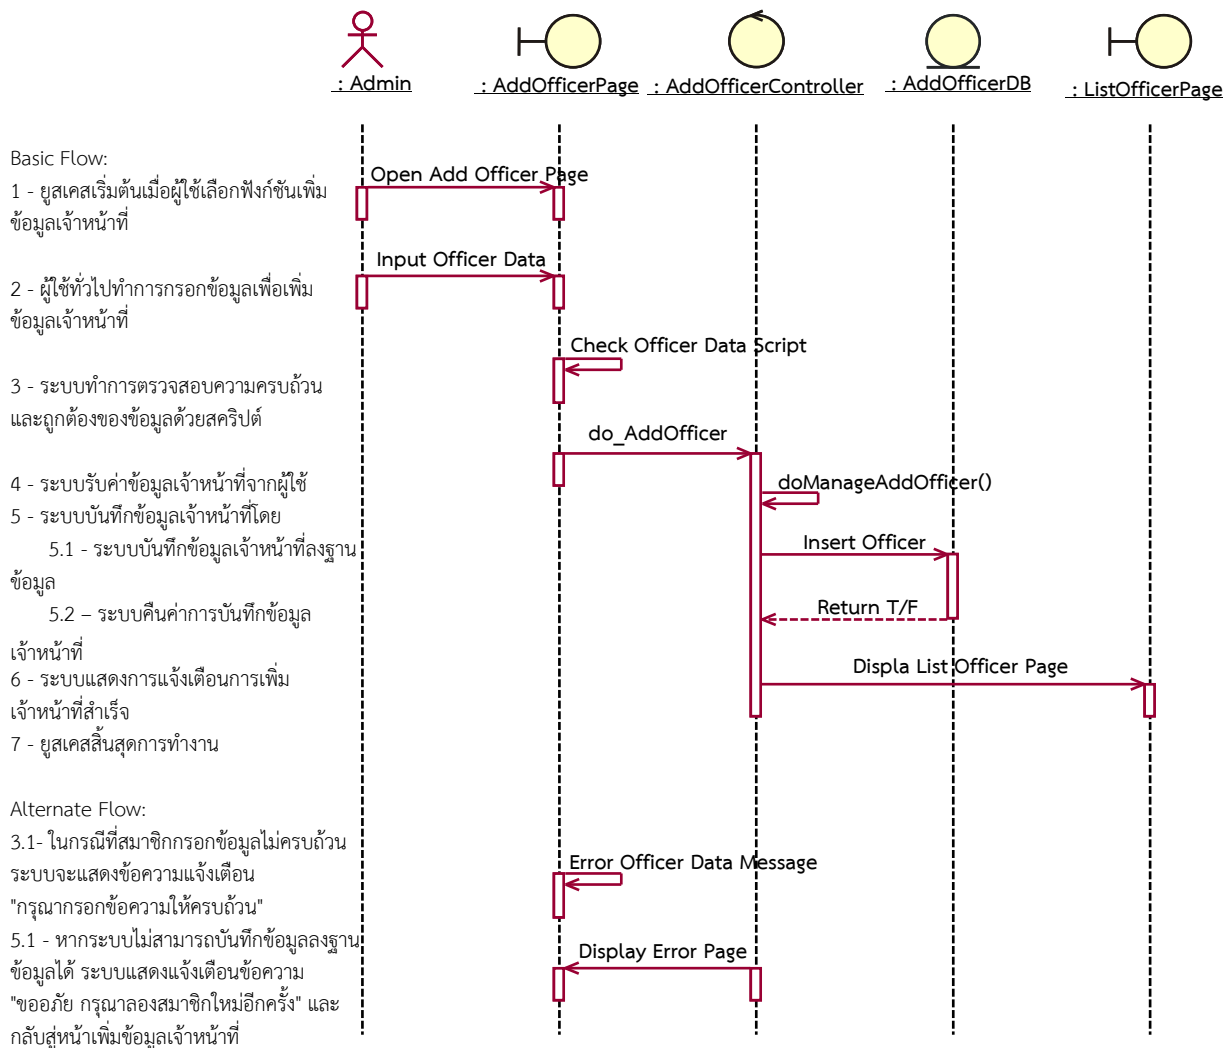 : Admin
: AddOfficerPage
: AddOfficerController
: AddOfficerDB
: ListOfficerPage
Basic Flow:
1 - ยูสเคสเริ่มต้นเมื่อผู้ใช้เลือกฟังก์ชันเพิ่ม
ข้อมูลเจ้าหน้าที่
Open Add Officer Page
2 - ผู้ใช้ทั่วไปทำการกรอกข้อมูลเพื่อเพิ่ม
ข้อมูลเจ้าหน้าที่
Input Officer Data
3 - ระบบทำการตรวจสอบความครบถ้วน
และถูกต้องของข้อมูลด้วยสคริปต์
Check Officer Data Script
do_AddOfficer
4 - ระบบรับค่าข้อมูลเจ้าหน้าที่จากผู้ใช้
5 - ระบบบันทึกข้อมูลเจ้าหน้าที่โดย
doManageAddOfficer()
5.1 - ระบบบันทึกข้อมูลเจ้าหน้าที่ลงฐาน
ข้อมูล
Insert Officer
5.2 – ระบบคืนค่าการบันทึกข้อมูล
เจ้าหน้าที่
Return T/F
6 - ระบบแสดงการแจ้งเตือนการเพิ่ม
เจ้าหน้าที่สำเร็จ
Displa List Officer Page
7 - ยูสเคสสิ้นสุดการทำงาน
Alternate Flow:
3.1- ในกรณีที่สมาชิกกรอกข้อมูลไม่ครบถ้วน
ระบบจะแสดงข้อความแจ้งเตือน
"กรุณากรอกข้อความให้ครบถ้วน"
Error Officer Data Message
5.1 - หากระบบไม่สามารถบันทึกข้อมูลลงฐาน
ข้อมูลได้ ระบบแสดงแจ้งเตือนข้อความ
"ขออภัย กรุณาลองสมาชิกใหม่อีกครั้ง" และ
กลับสู่หน้าเพิ่มข้อมูลเจ้าหน้าที่
Display Error Page